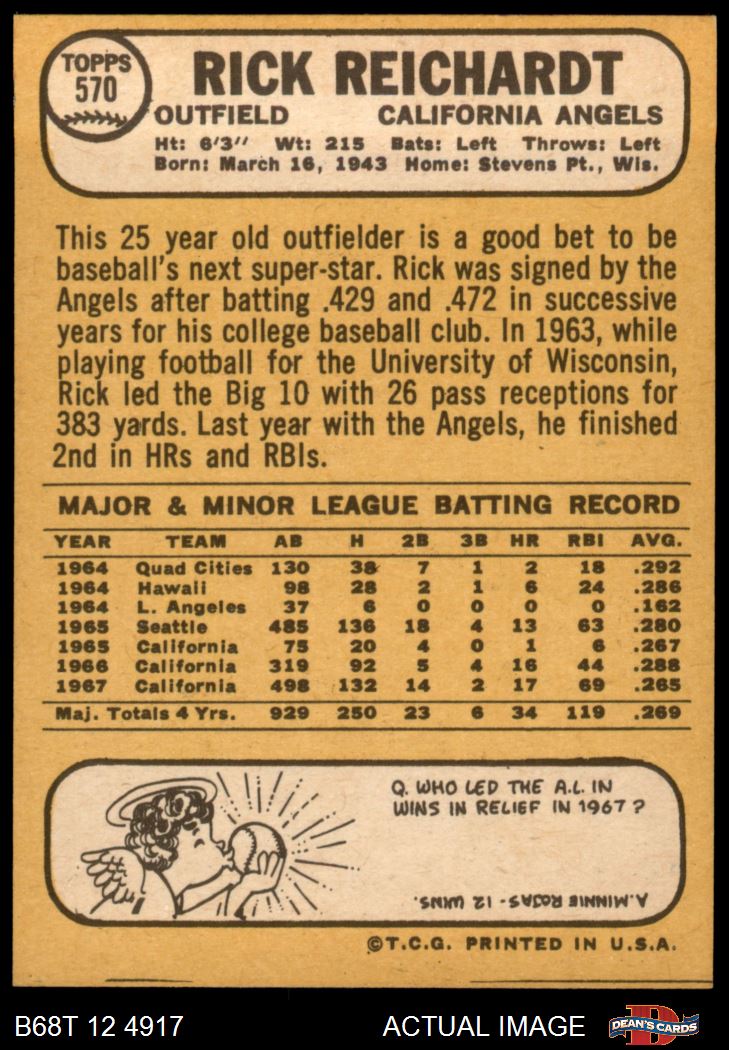 TOPPS
570
RICK REICHARDT
OUTFIELD CALIFORNIA ANGELS
Ht: 6'3" Wt: 215 Bats: Left Throws: Left
Born: March 16, 1943 Home: Stevens Pt., Wis.
This 25 year old outfielder is a good bet to be
baseball's next super-star. Rick was signed by the
Angels after batting .429 and .472 in successive
years for his college baseball club. In 1963, while
playing football for the University of Wisconsin,
Rick led the Big 10 with 26 pass receptions for
383 yards. Last year with the Angels, he finished
2nd in HRs and RBIs.
MAJOR & MINOR LEAGUE BATTING RECORD
YEAR TEAM AB H 2B 3B HR RBI AVG.
1964 Quad Cities 130 38 7 1 2 18 .292
1964 Hawaii 98 28 2 1 6 24 .286
1964 L. Angeles 37 6 0 0 0 0 .162
1965 Seattle 485 136 18 4 13 63 .280
1965 California 75 20 4 0 1 6 .267
1966 California 319 92 5 4 16 44 .288
1967 California 498 132 14 2 17 69 .265
Maj. Totals 4 Yrs. 929 250 23 6 34 119 .269
Q. WHO LED THE A.L. IN
WINS IN RELIEF IN 1967?
A. MINNIE ROJAS - 12 WINS.
©T.C.G. PRINTED IN U.S.A.
B68T 12 4917 ACTUAL IMAGE DEAN'S CARDS